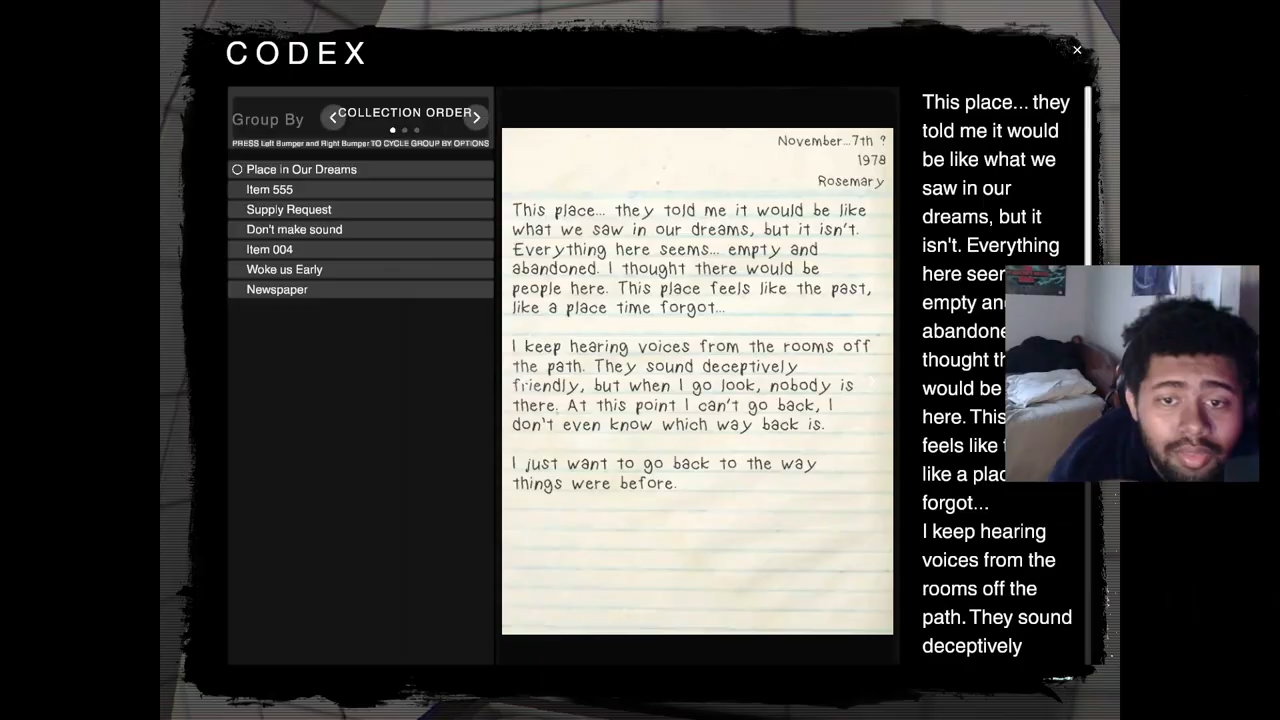 CODEX
×
Group By
PRESS Left Bumper and Right Bumper TO CYCLE GROUP BY OPTIONS
Once in Our Dreams
Item 555
Empty Request
Don't make sound
Item 004
Woke us Early
Newspaper
November...7th ?
1978
Rosemary
This place... they told me it would be like
what we saw in our dreams, but it isn't.
Everything here seems... empty and
abandoned. I thought there would be
people here. This place feels like the past,
like a place time forgot...
I keep hearing voices from the rooms off
the path. They sound deceptively
friendly, but when I go look, nobody is
there. At this point I can't go home, I
don't even know which way back is.
I just want to go back to the way
things were before.
This place... they
told me it would
be like what we
saw in our
dreams, but it
isn't. Everything
here seem
empty an
abandone
thought th
would be
here. This
feels like t
like a plac
forgot...
I keep hearing
voices from the
rooms off the
path. They sound
deceptively